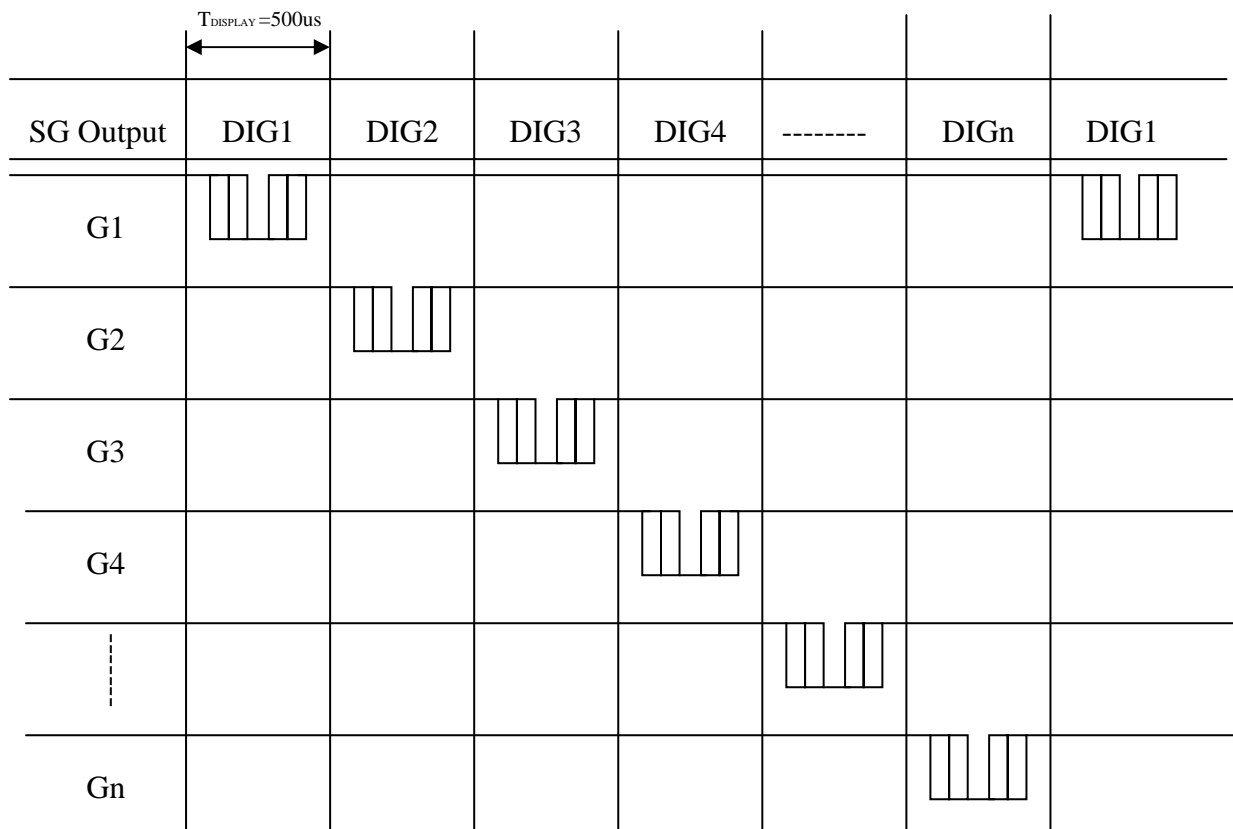 TDISPLAY=500us
SG Output DIG1 DIG2 DIG3 DIG4 -------- DIGn DIG1
G1
G2
G3
G4
Gn